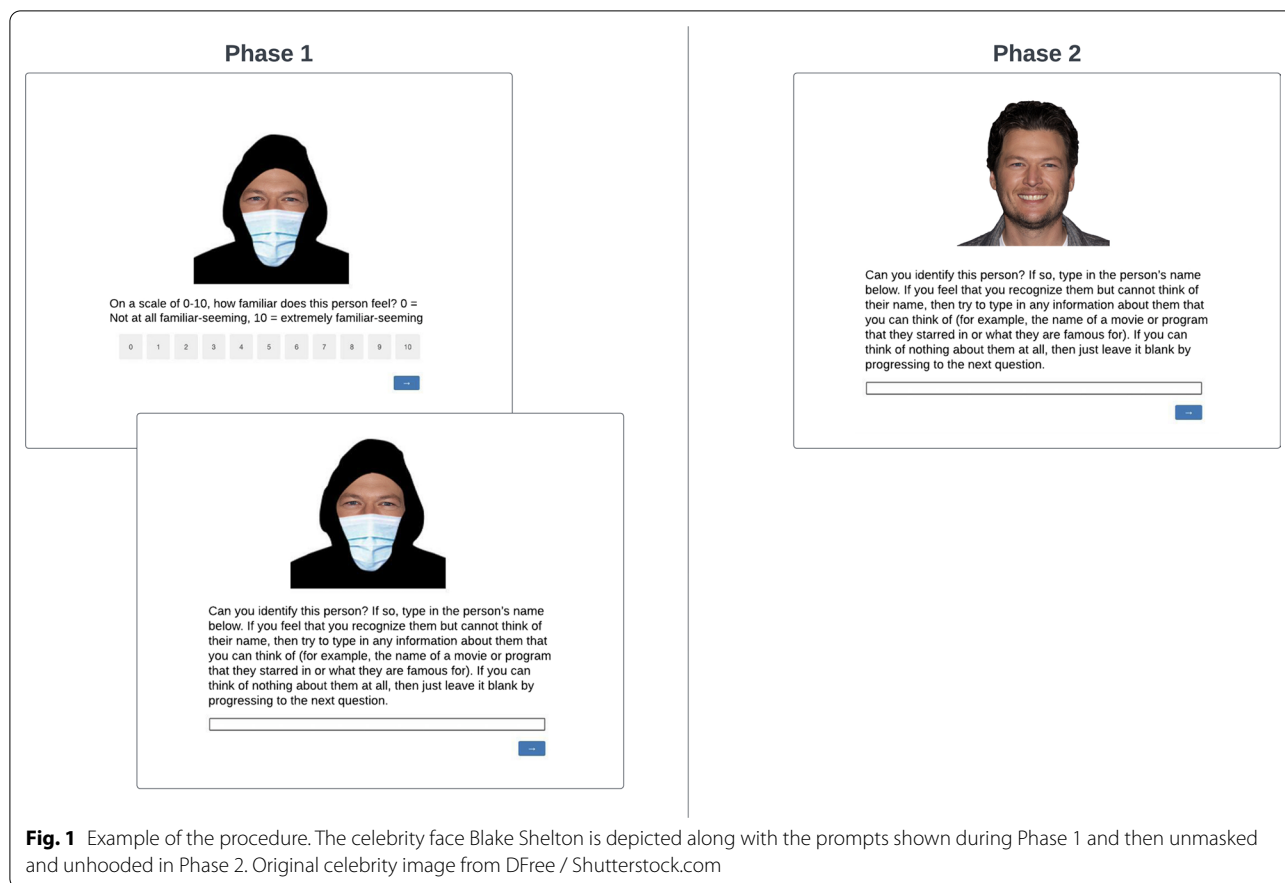 Phase 1
On a scale of 0-10, how familiar does this person feel? 0 =
Not at all familiar-seeming, 10 = extremely familiar-seeming
0 1 2 3 4 5 6 7 8 9 10
→
Can you identify this person? If so, type in the person's name
below. If you feel that you recognize them but cannot think of
their name, then try to type in any information about them that
you can think of (for example, the name of a movie or program
that they starred in or what they are famous for). If you can
think of nothing about them at all, then just leave it blank by
progressing to the next question.
→
Phase 2
Can you identify this person? If so, type in the person's name
below. If you feel that you recognize them but cannot think of
their name, then try to type in any information about them that
you can think of (for example, the name of a movie or program
that they starred in or what they are famous for). If you can
think of nothing about them at all, then just leave it blank by
progressing to the next question.
→
Fig. 1 Example of the procedure. The celebrity face Blake Shelton is depicted along with the prompts shown during Phase 1 and then unmasked
and unhooded in Phase 2. Original celebrity image from DFree / Shutterstock.com